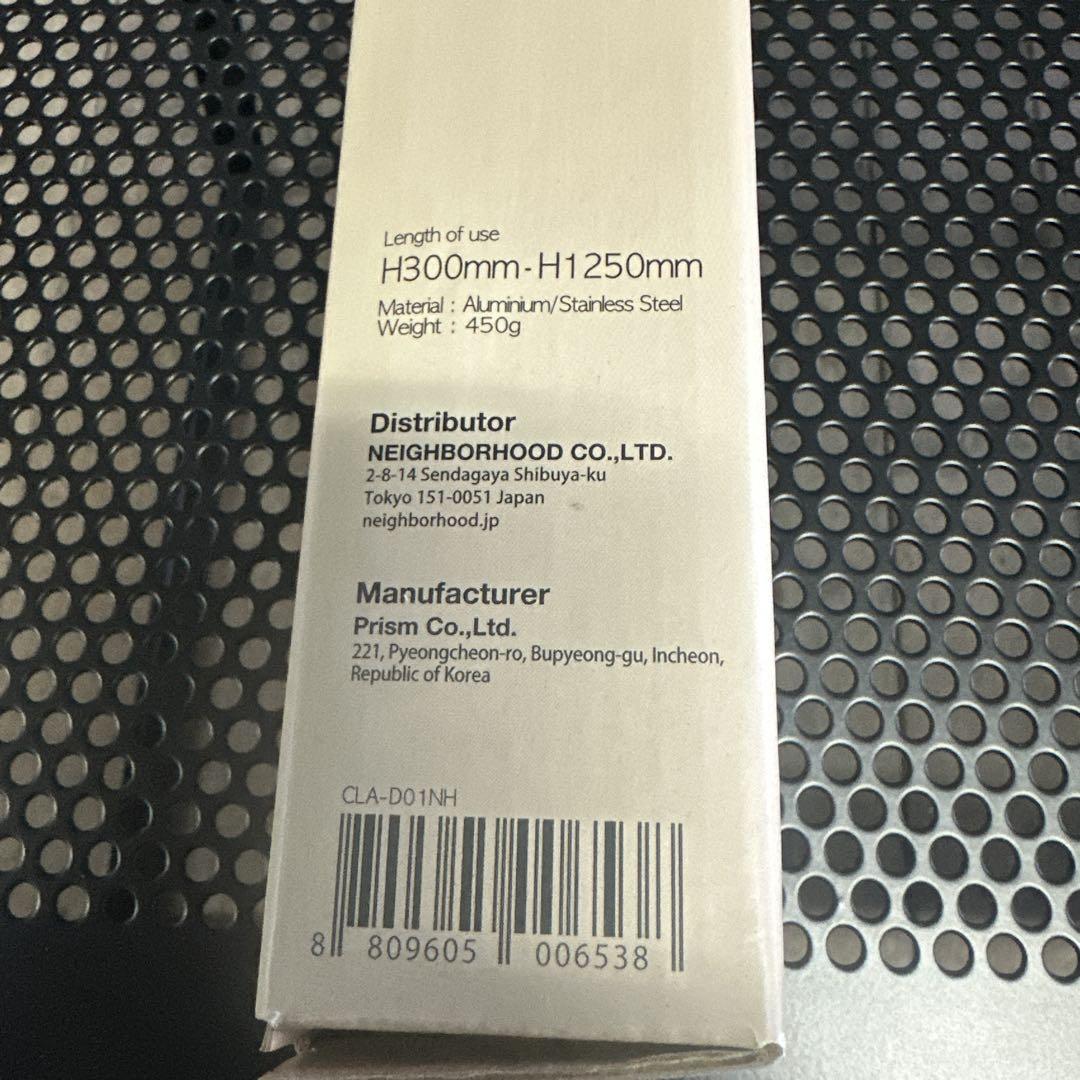 Length of use
H300mm-H1250mm
Material : Aluminium/Stainless Steel
Weight : 450g
Distributor
NEIGHBORHOOD CO.,LTD.
2-8-14 Sendagaya Shibuya-ku
Tokyo 151-0051 Japan
neighborhood.jp
Manufacturer
Prism Co.,Ltd.
221, Pyeongcheon-ro, Bupyeong-gu, Incheon,
Republic of Korea
CLA-D01NH
8 809605 006538